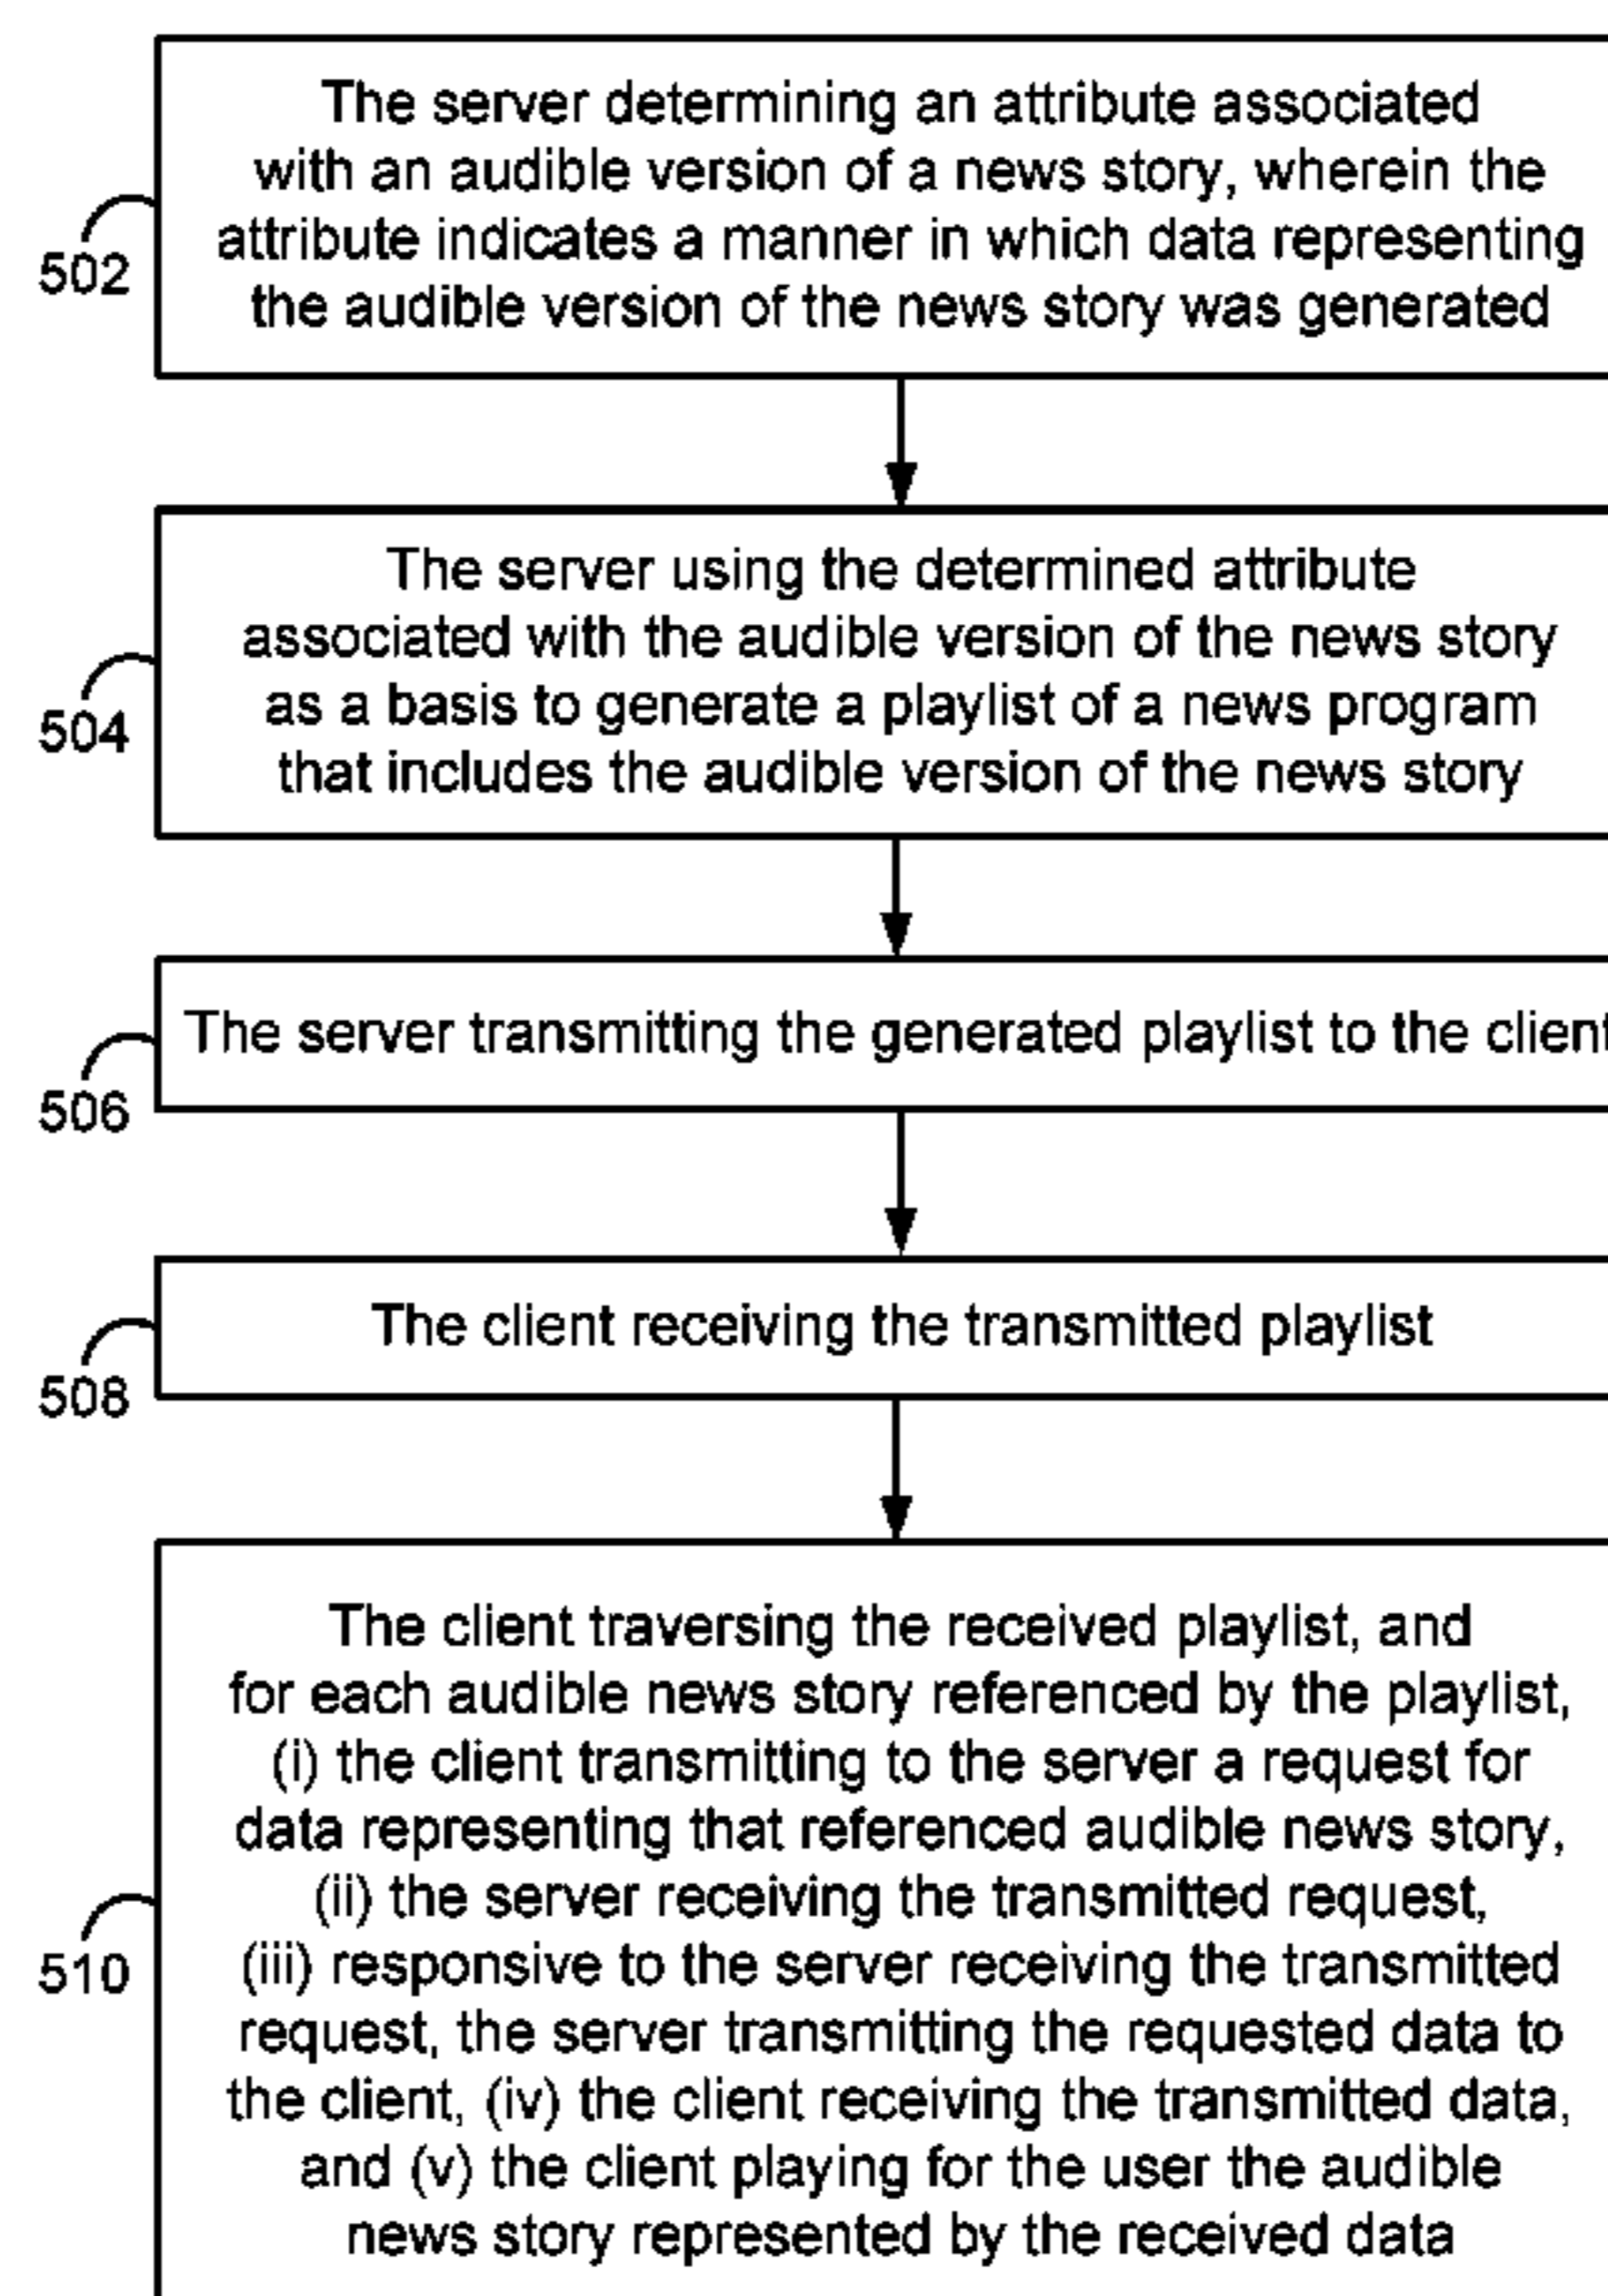 The server determining an attribute associated
with an audible version of a news story, wherein the
attribute indicates a manner in which data representing
the audible version of the news story was generated
502
The server using the determined attribute
associated with the audible version of the news story
as a basis to generate a playlist of a news program
that includes the audible version of the news story
504
The server transmitting the generated playlist to the client
506
The client receiving the transmitted playlist
508
The client traversing the received playlist, and
for each audible news story referenced by the playlist,
(i) the client transmitting to the server a request for
data representing that referenced audible news story,
(ii) the server receiving the transmitted request,
(iii) responsive to the server receiving the transmitted
request, the server transmitting the requested data to
the client, (iv) the client receiving the transmitted data,
and (v) the client playing for the user the audible
news story represented by the received data
510